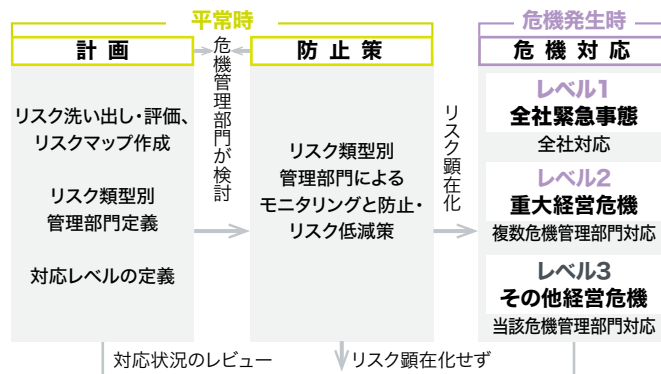 平常時
危機発生時
計画
危機管理部門が検討
防止策
危機対応
リスク洗い出し・評価、
リスクマップ作成
リスク類型別
管理部門定義
対応レベルの定義
リスク類型別
管理部門による
モニタリングと防止・
リスク低減策
リスク顕在化
レベル1
全社緊急事態
全社対応
レベル2
重大経営危機
複数危機管理部門対応
レベル3
その他経営危機
当該危機管理部門対応
対応状況のレビュー
リスク顕在化せず